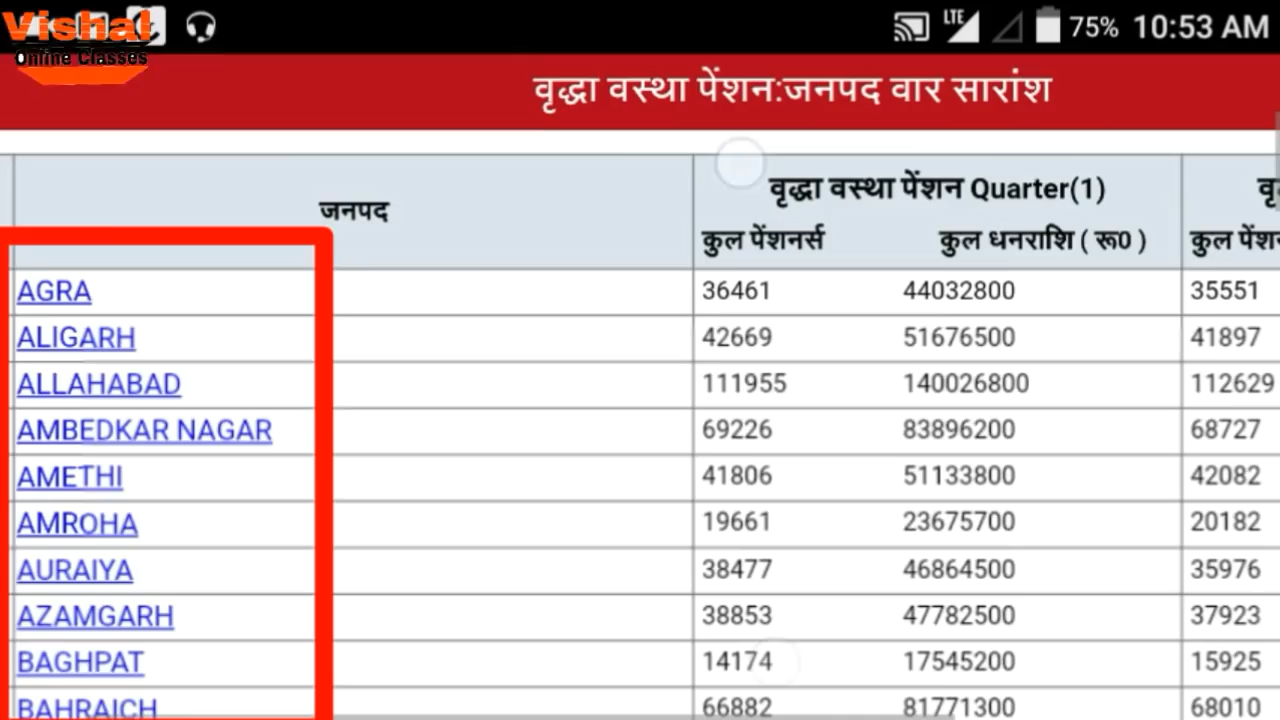 Vishal
Online Classes
LTE 75% 10:53 AM
वृद्धा वस्था पेंशन:जनपद वार सारांश
जनपद वृद्धा वस्था पेंशन Quarter(1) वृ
कुल पेंशनर्स कुल धनराशि ( रू0 ) कुल पेंशन
AGRA 36461 44032800 35551
ALIGARH 42669 51676500 41897
ALLAHABAD 111955 140026800 112629
AMBEDKAR NAGAR 69226 83896200 68727
AMETHI 41806 51133800 42082
AMROHA 19661 23675700 20182
AURAIYA 38477 46864500 35976
AZAMGARH 38853 47782500 37923
BAGHPAT 14174 17545200 15925
BAHRAICH 66882 81771300 68010